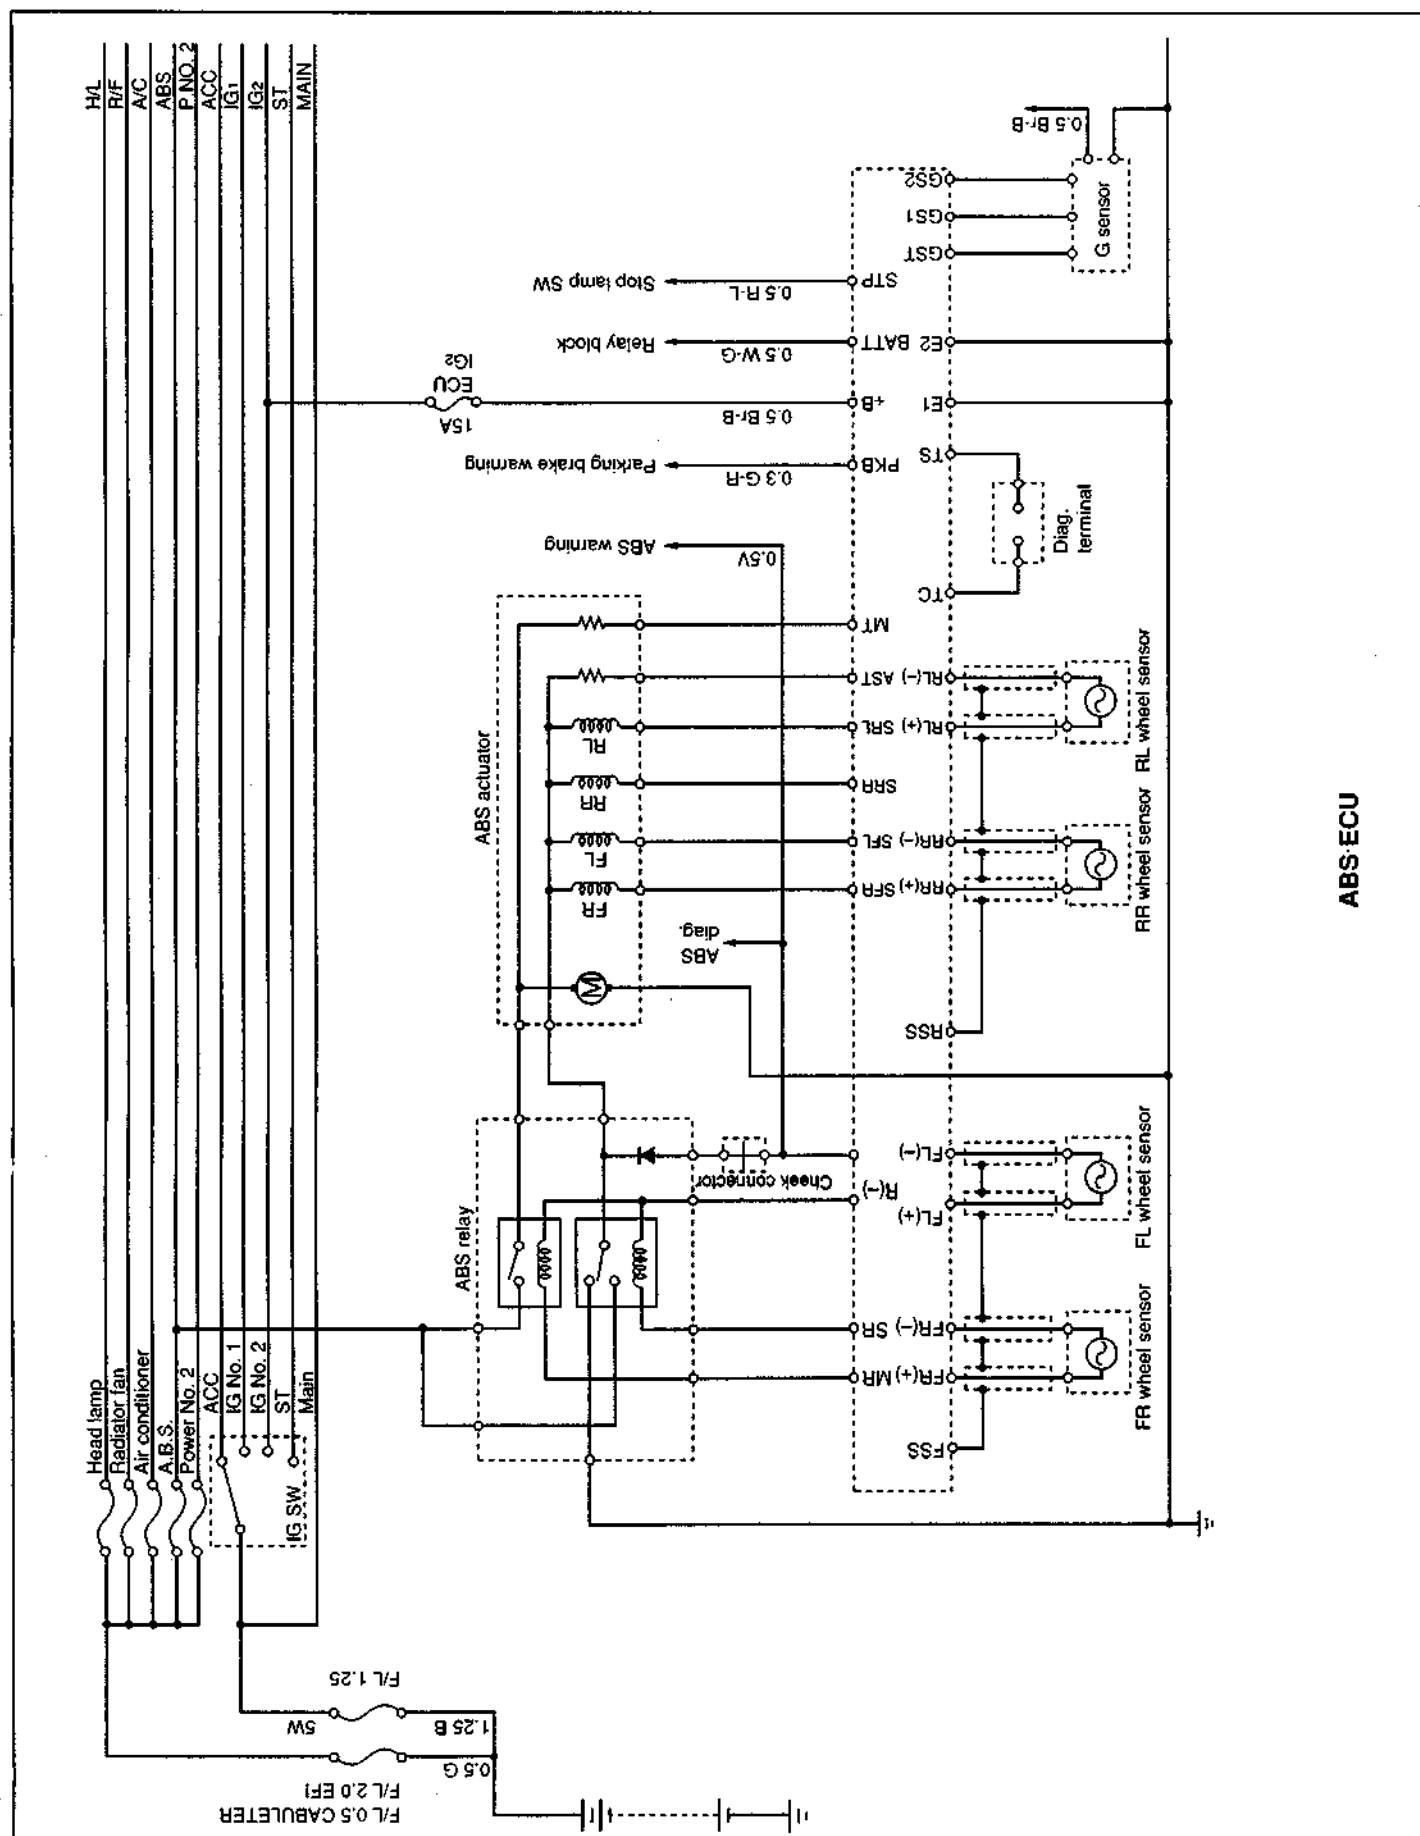 H/L
R/F
A/C
ABS
P.NO. 2
ACC
IG1
IG2
ST
MAIN
Head lamp
Radiator fan
Air conditioner
A.B.S.
Power No. 2
ACC
IG No. 1
IG No. 2
ST
Main
IG SW
F/L 1.25
5W
1.25 B
0.5 G
F/L 2.0 EFI
F/L 0.5 CABULETER
0.5 Br-B
G sensor
GS2
GS1
GST
Stop lamp SW
0.5 R-L
STP
Relay block
0.5 W-G
BATT
E2
15A
ECU
IG2
0.5 Br-B
+B
E1
Parking brake warning
0.3 G-R
PKB
TS
Diag.
terminal
TC
ABS warning
0.5V
MT
ABS actuator
AST
RL(-)
RL
SRL
RL(+)
RL wheel sensor
RR
SRR
FL
SFL
RR(-)
FR
SFR
RR(+)
RR wheel sensor
ABS
diag.
M
RSS
ABS relay
Cheek connector
FL(-)
R(-)
FL(+)
FL wheel sensor
SR
FR(-)
MR
FR(+)
FR wheel sensor
FSS
ABS·ECU